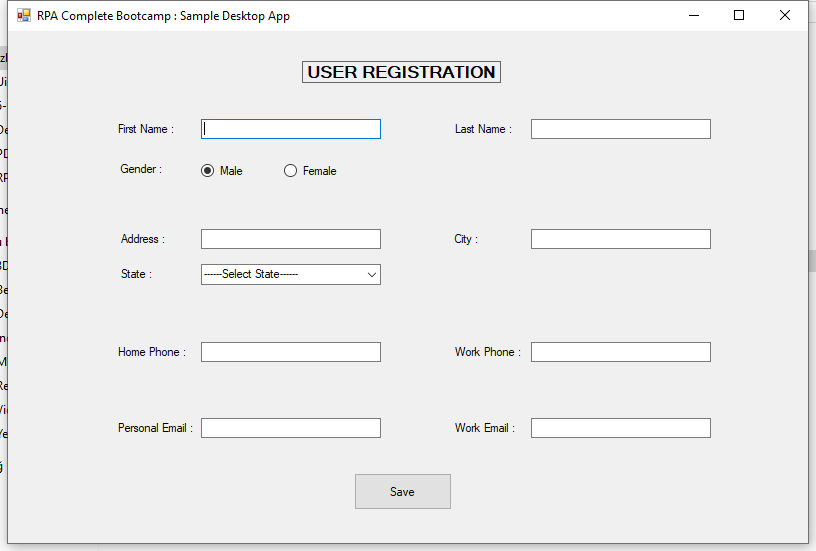 RPA Complete Bootcamp : Sample Desktop App
USER REGISTRATION
First Name :
Last Name :
Gender :
Male
Female
Address :
City :
State :
------Select State------
Home Phone :
Work Phone :
Personal Email :
Work Email :
Save